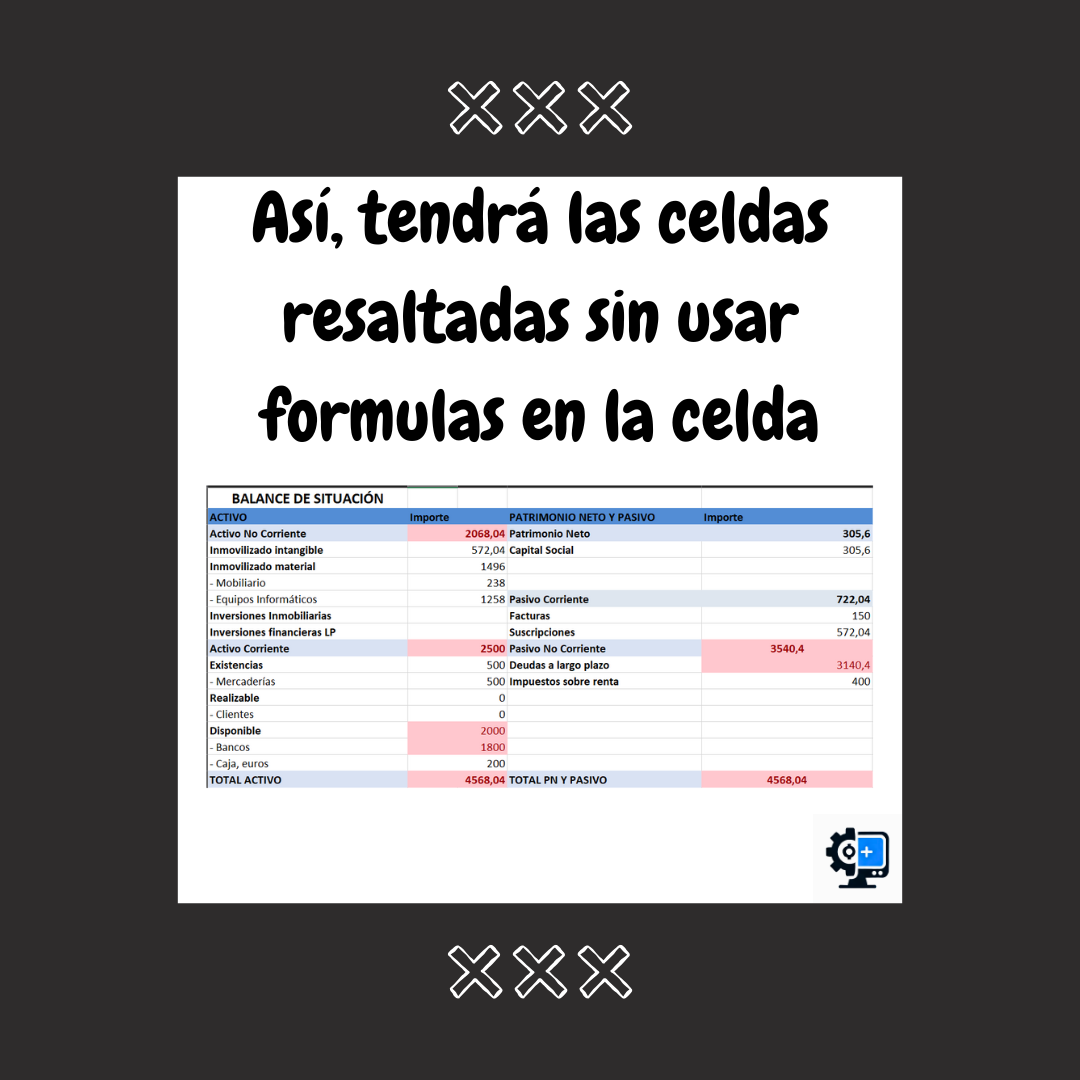 Así, tendrá las celdas
resaltadas sin usar
formulas en la celda
BALANCE DE SITUACIÓN
ACTIVO Importe PATRIMONIO NETO Y PASIVO Importe
Activo No Corriente 2068,04 Patrimonio Neto 305,6
Inmovilizado intangible 572,04 Capital Social 305,6
Inmovilizado material 1496
- Mobiliario 238
- Equipos Informáticos 1258 Pasivo Corriente 722,04
Inversiones Inmobiliarias Facturas 150
Inversiones financieras LP Suscripciones 572,04
Activo Corriente 2500 Pasivo No Corriente 3540,4
Existencias 500 Deudas a largo plazo 3140,4
- Mercaderías 500 Impuestos sobre renta 400
Realizable 0
- Clientes 0
Disponible 2000
- Bancos 1800
- Caja, euros 200
TOTAL ACTIVO 4568,04 TOTAL PN Y PASIVO 4568,04